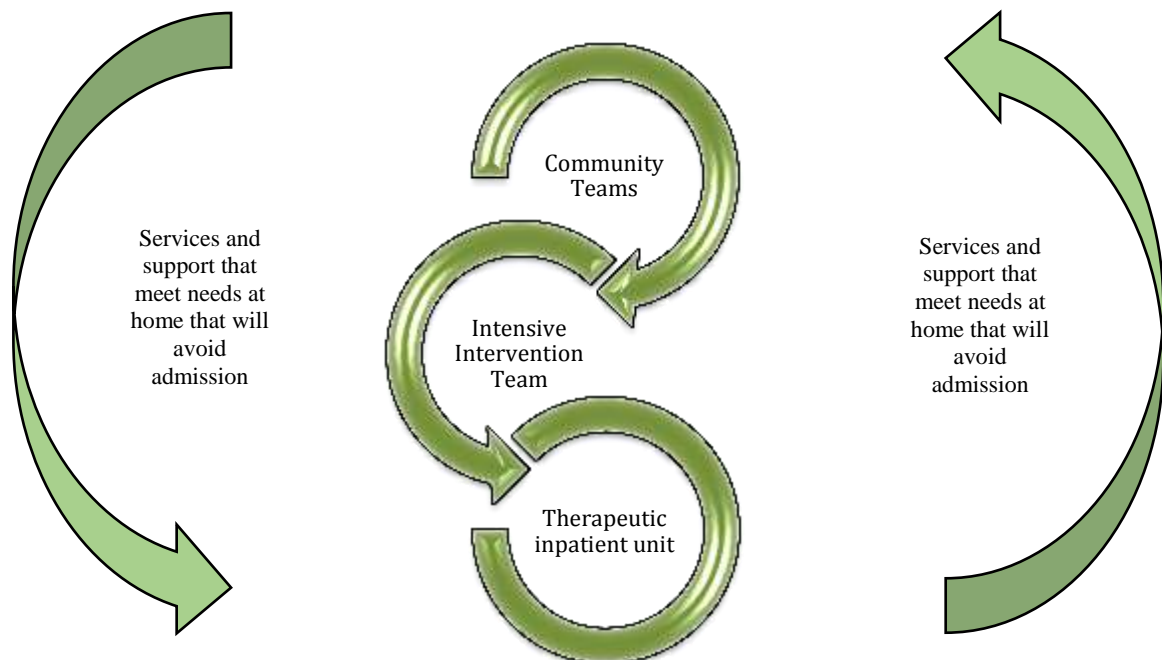 Community
Teams
Services and
support that
meet needs at
home that will
avoid
admission
Intensive
Intervention
Team
Services and
support that
meet needs at
home that will
avoid
admission
Therapeutic
inpatient unit